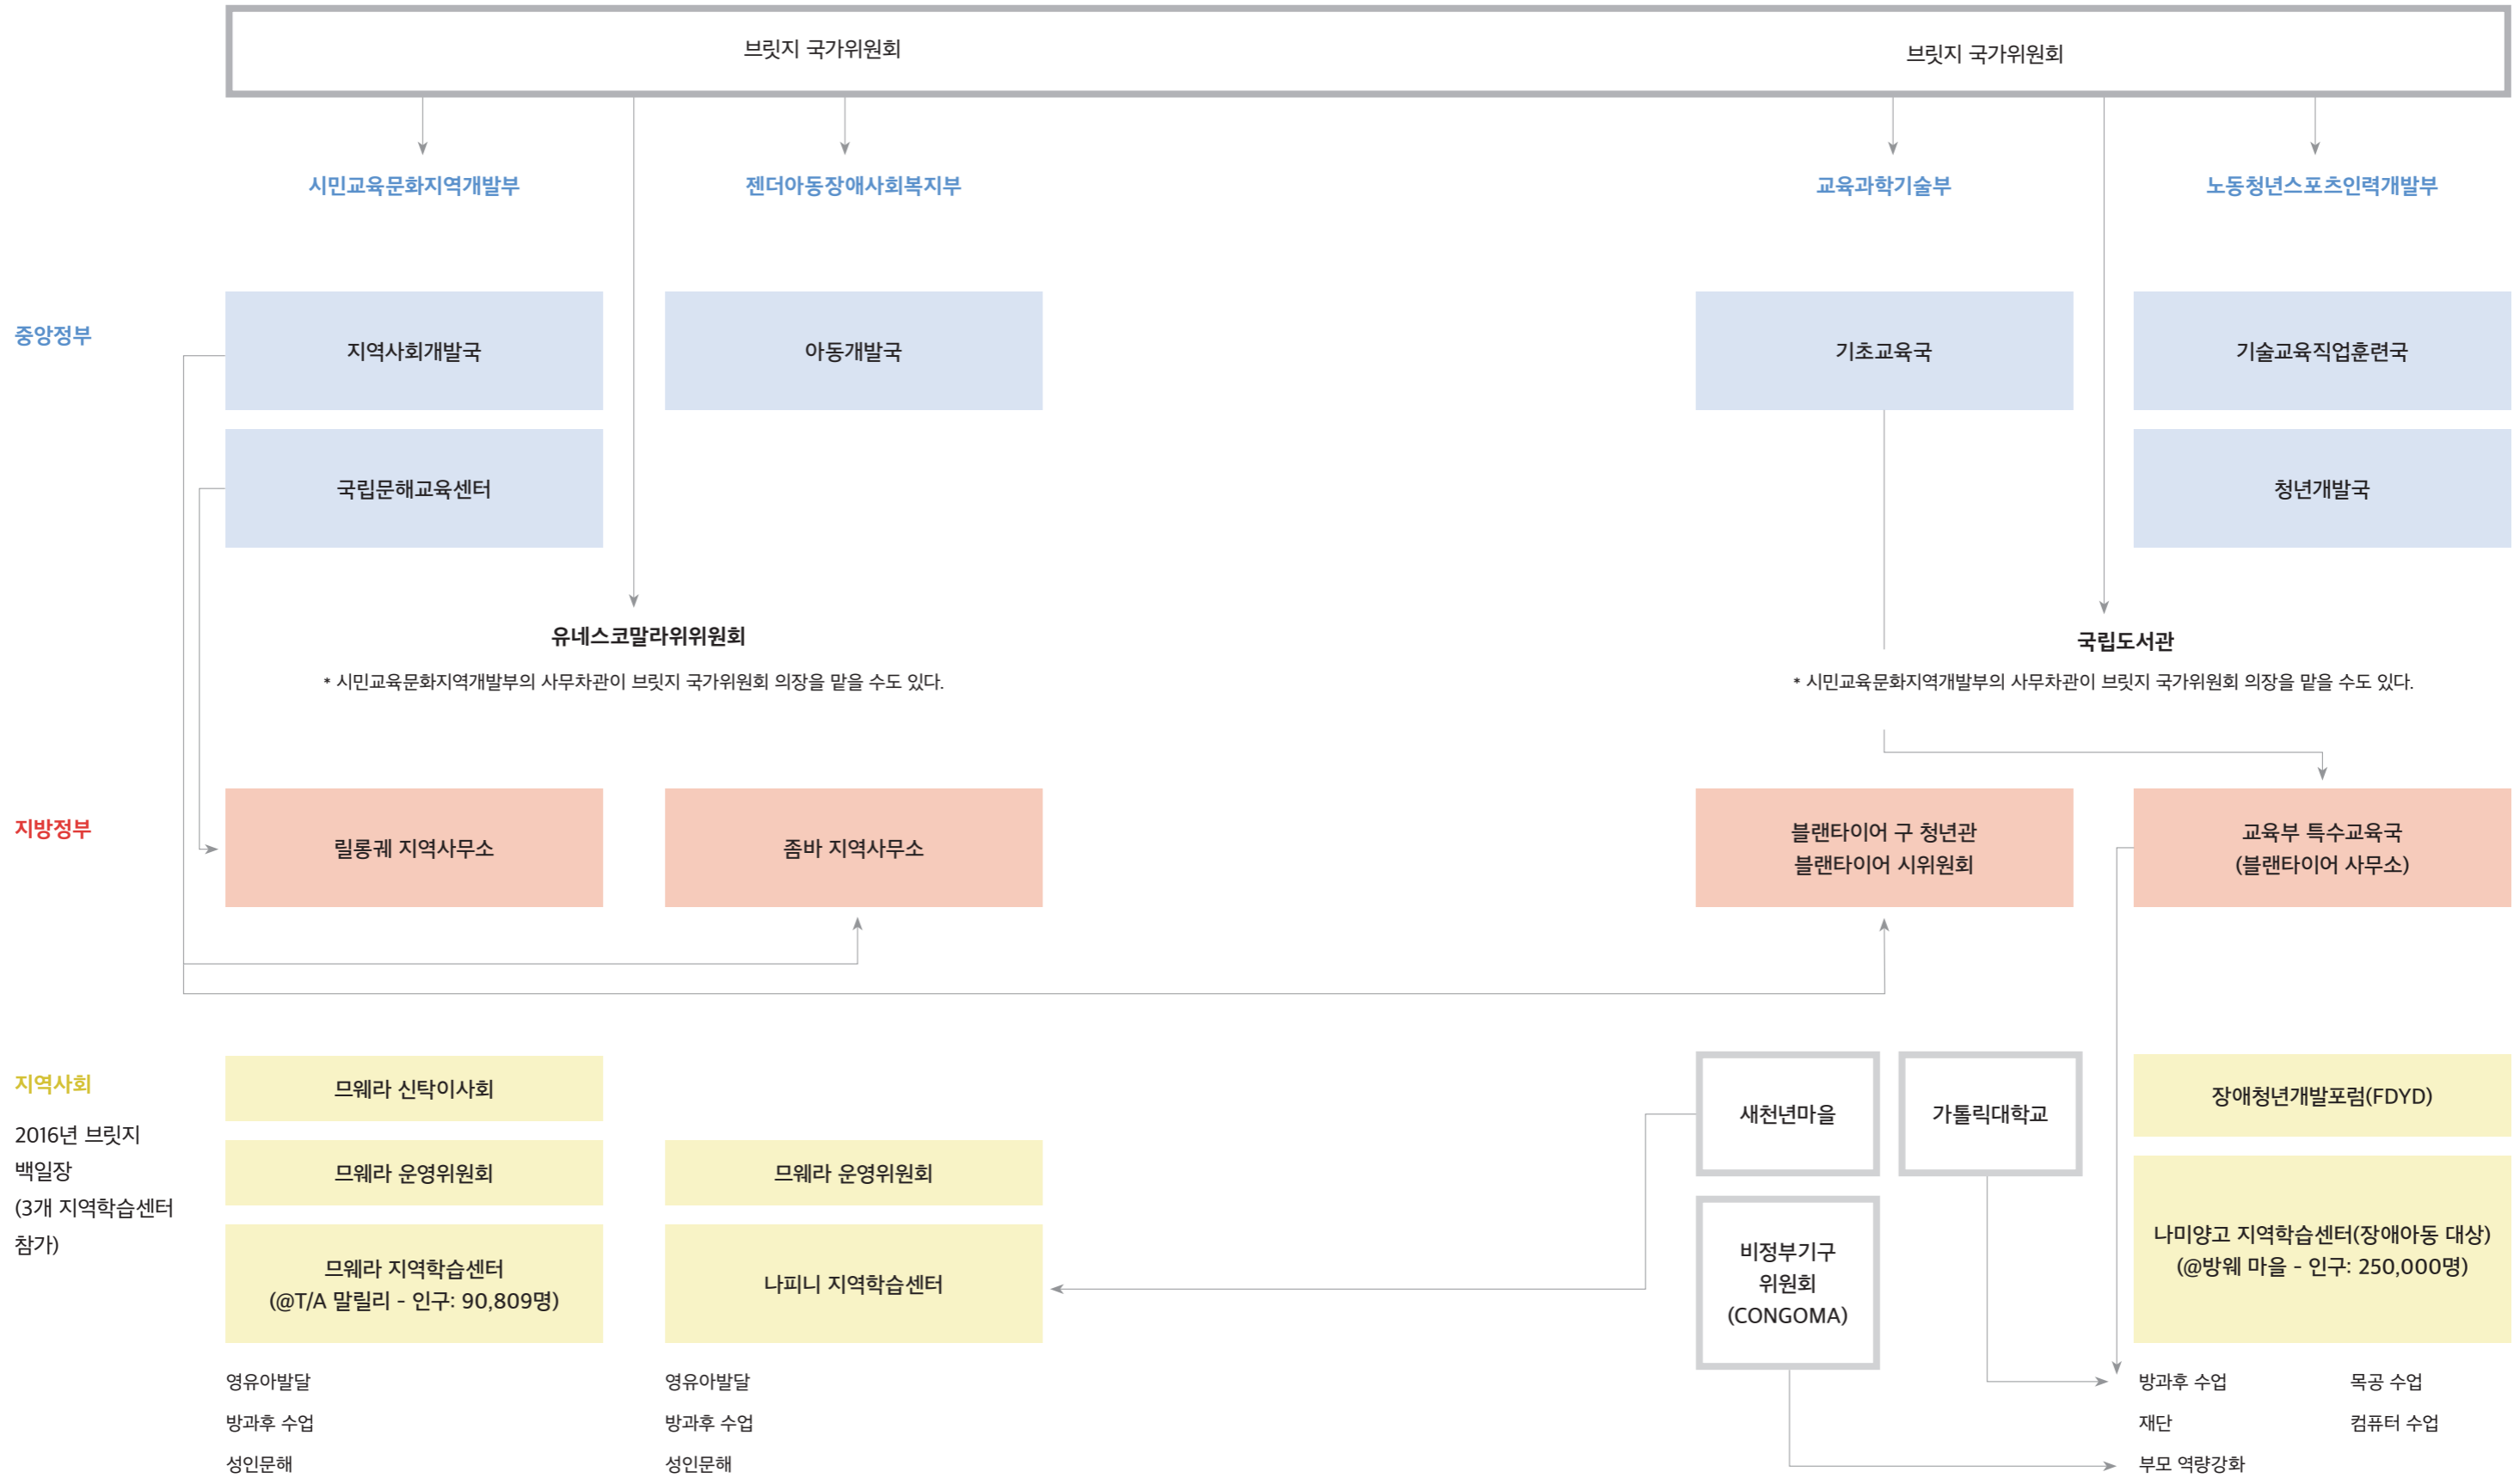 브릿지 국가위원회
브릿지 국가위원회
시민교육문화지역개발부
젠더아동장애사회복지부
교육과학기술부
노동청년스포츠인력개발부
중앙정부
지역사회개발국
아동개발국
기초교육국
기술교육직업훈련국
국립문해교육센터
청년개발국
유네스코말라위위원회
* 시민교육문화지역개발부의 사무차관이 브릿지 국가위원회 의장을 맡을 수도 있다.
국립도서관
* 시민교육문화지역개발부의 사무차관이 브릿지 국가위원회 의장을 맡을 수도 있다.
지방정부
릴롱궤 지역사무소
좀바 지역사무소
블랜타이어 구 청년관
블랜타이어 시위원회
교육부 특수교육국
(블랜타이어 사무소)
지역사회
2016년 브릿지
백일장
(3개 지역학습센터
참가)
므웨라 신탁이사회
므웨라 운영위원회
므웨라 지역학습센터
(@T/A 말릴리 - 인구: 90,809명)
영유아발달
방과후 수업
성인문해
므웨라 운영위원회
나피니 지역학습센터
영유아발달
방과후 수업
성인문해
새천년마을
가톨릭대학교
비정부기구
위원회
(CONGOMA)
장애청년개발포럼(FDYD)
나미양고 지역학습센터(장애아동 대상)
(@방웨 마을 - 인구: 250,000명)
방과후 수업
목공 수업
재단
컴퓨터 수업
부모 역량강화